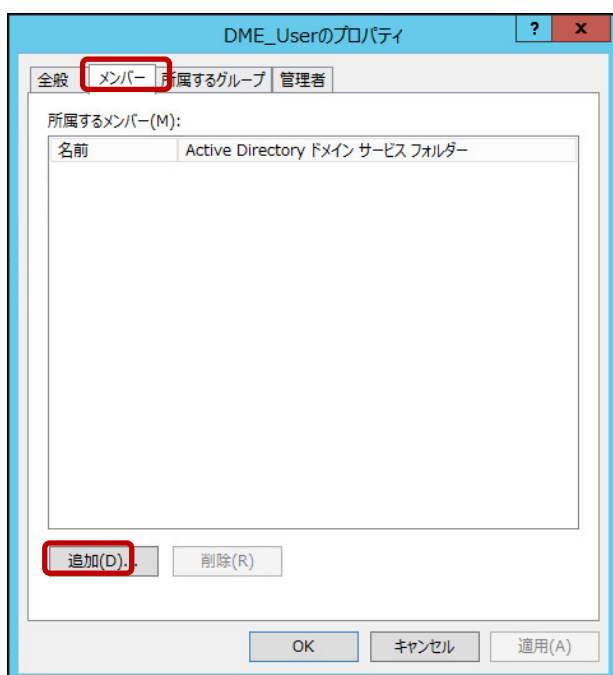 DME_Userのプロパティ ? x
全般 メンバー 所属するグループ 管理者
所属するメンバー(M):
名前 Active Directory ドメイン サービス フォルダー
追加(D)... 削除(R)
OK キャンセル 適用(A)